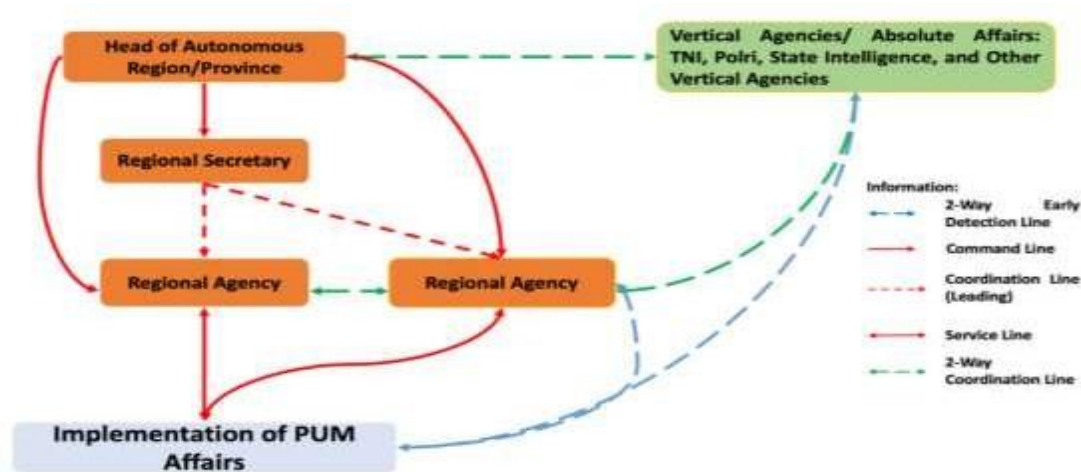 Head of Autonomous
Region/Province
Vertical Agencies/ Absolute Affairs:
TNI, Polri, State Intelligence, and Other
Vertical Agencies
Regional Secretary
Information:
2-Way Early
Detection Line
Command Line
Coordination Line
(Leading)
Service Line
2-Way
Coordination Line
Regional Agency
Regional Agency
Implementation of PUM
Affairs